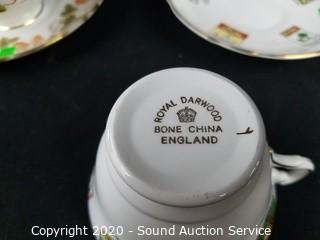 ROYAL DARWOOD
BONE CHINA
ENGLAND
Copyright 2020 - Sound Auction Service